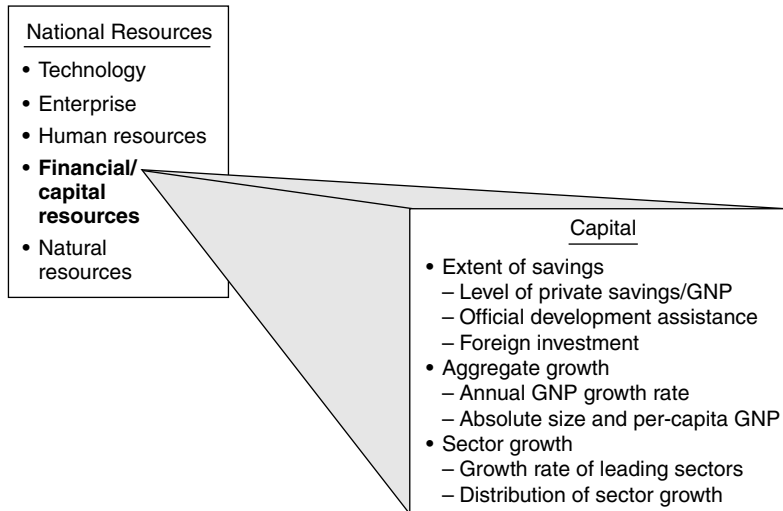 National Resources
• Technology
• Enterprise
• Human resources
• Financial/
capital
resources
• Natural
resources
Capital
• Extent of savings
– Level of private savings/GNP
– Official development assistance
– Foreign investment
• Aggregate growth
– Annual GNP growth rate
– Absolute size and per-capita GNP
• Sector growth
– Growth rate of leading sectors
– Distribution of sector growth